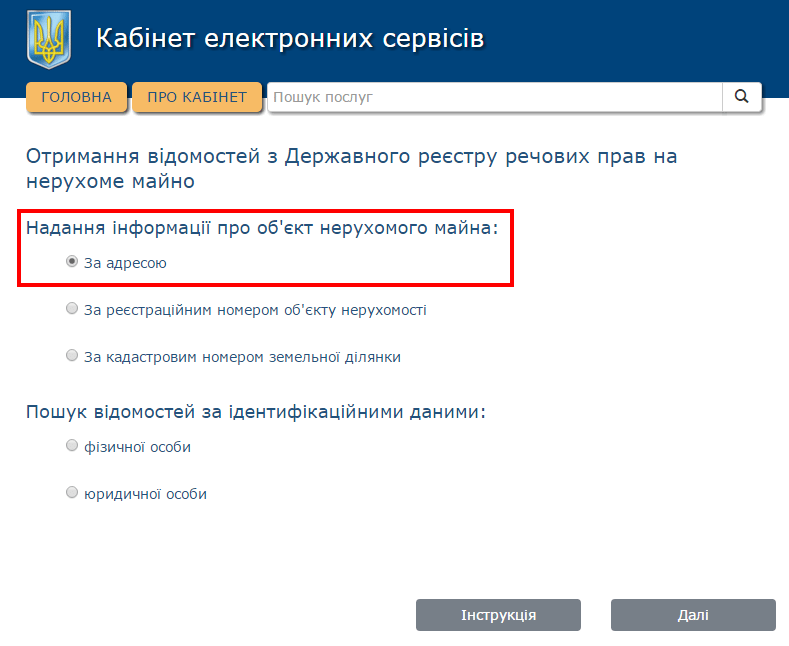 Кабінет електронних сервісів
ГОЛОВНА ПРО КАБІНЕТ Пошук послуг
Отримання відомостей з Державного реєстру речових прав на
нерухоме майно
Надання інформації про об'єкт нерухомого майна:
За адресою
За реєстраційним номером об'єкту нерухомості
За кадастровим номером земельної ділянки
Пошук відомостей за ідентифікаційними даними:
фізичної особи
юридичної особи
Інструкція Далі